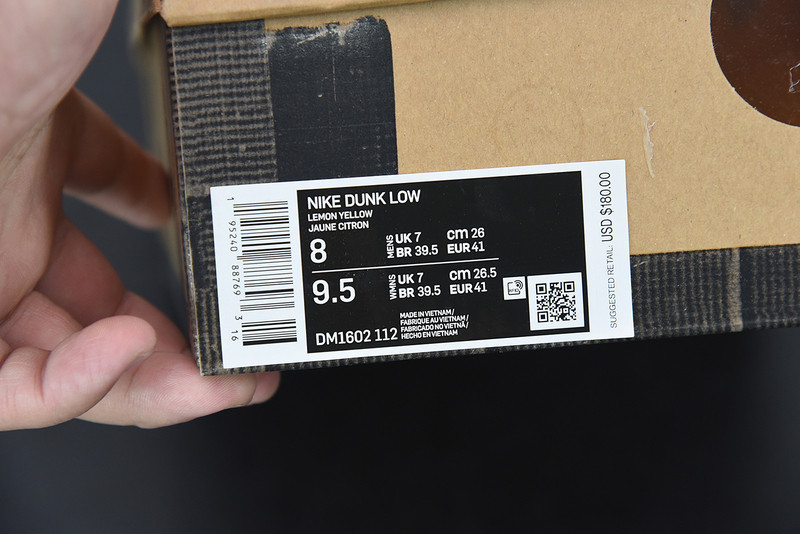 NIKE DUNK LOW
LEMON YELLOW
JAUNE CITRON
8 MENS UK 7 cm 26
BR 39.5 EUR 41
9.5 WMNS UK 7 cm 26.5
BR 39.5 EUR 41
MADE IN VIETNAM/
FABRIQUE AU VIETNAM/
FABRICADO NO VIETNÃ/
HECHO EN VIETNAM
DM1602 112
1 95240 88769 3 16
SUGGESTED RETAIL: USD $180.00